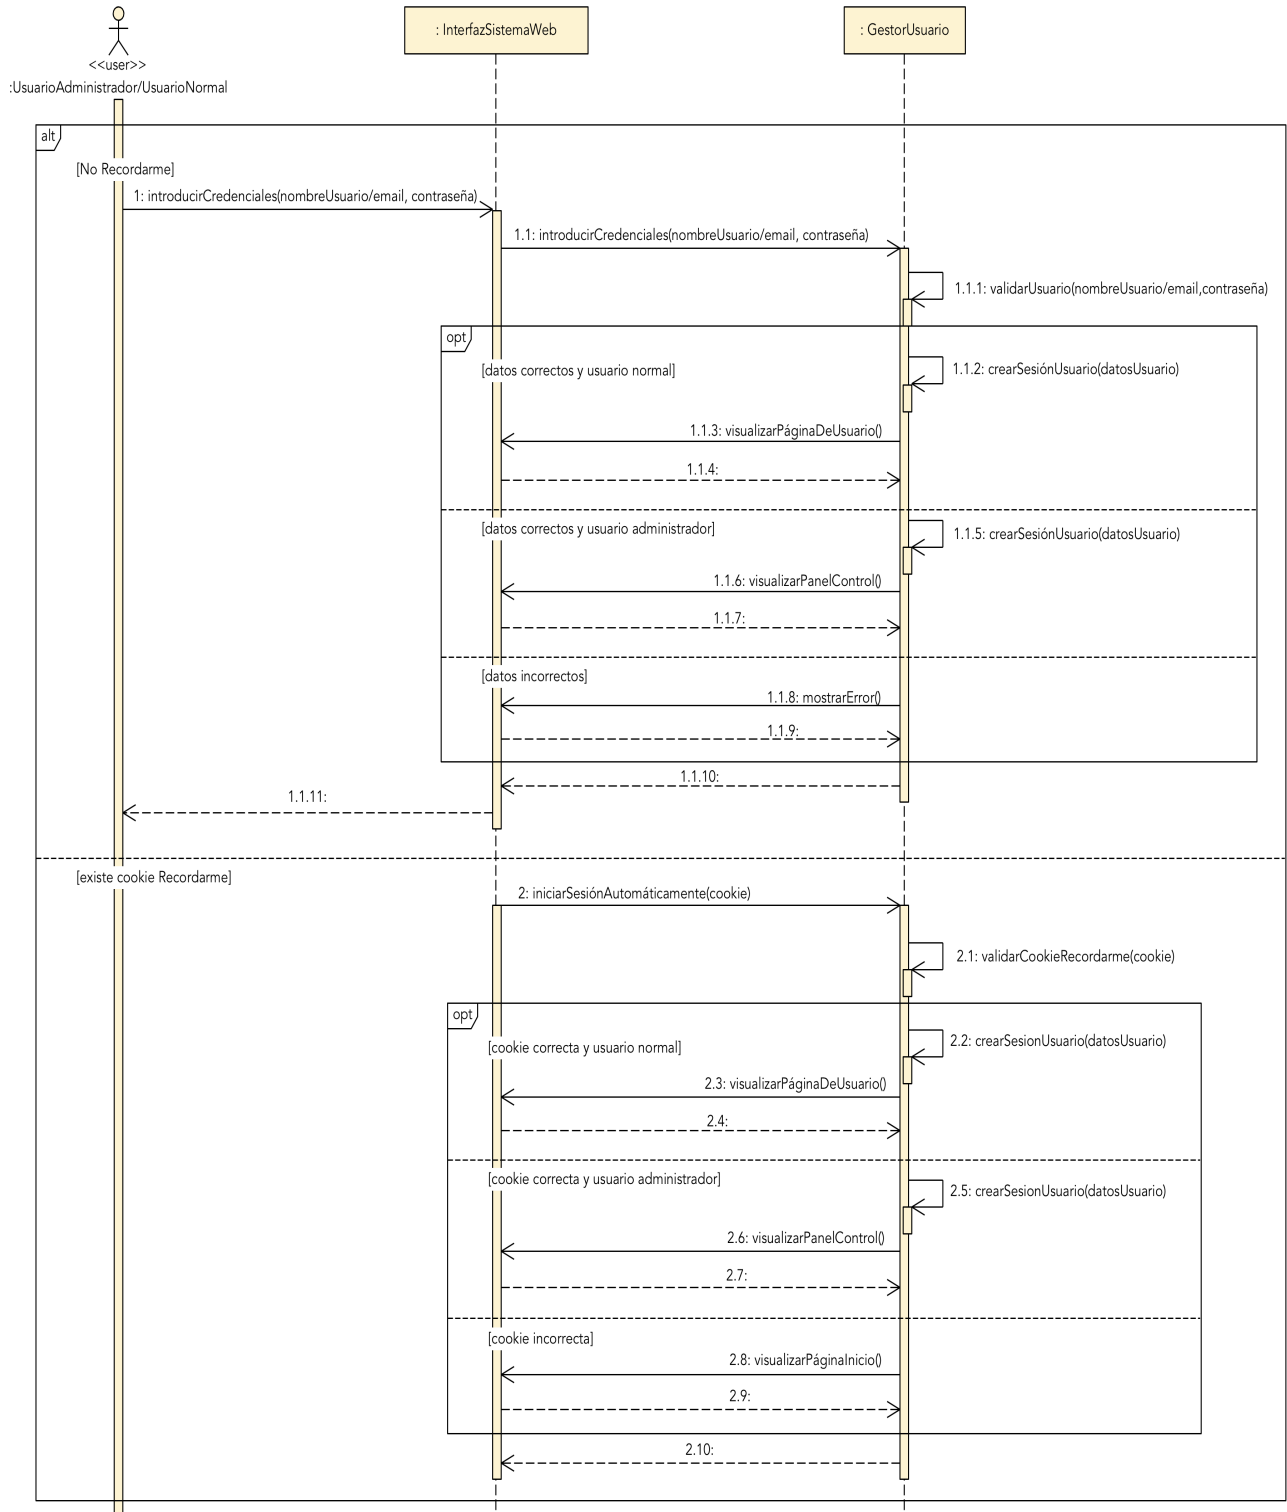 : InterfazSistemaWeb
: GestorUsuario
<<user>>
:UsuarioAdministrador/UsuarioNormal
alt
[No Recordarme]
1: introducirCredenciales(nombreUsuario/email, contraseña)
1.1: introducirCredenciales(nombreUsuario/email, contraseña)
1.1.1: validarUsuario(nombreUsuario/email,contraseña)
opt
[datos correctos y usuario normal]
1.1.2: crearSesiónUsuario(datosUsuario)
1.1.3: visualizarPáginaDeUsuario()
1.1.4:
[datos correctos y usuario administrador]
1.1.5: crearSesiónUsuario(datosUsuario)
1.1.6: visualizarPanelControl()
1.1.7:
[datos incorrectos]
1.1.8: mostrarError()
1.1.9:
1.1.10:
1.1.11:
[existe cookie Recordarme]
2: iniciarSesiónAutomáticamente(cookie)
2.1: validarCookieRecordarme(cookie)
opt
[cookie correcta y usuario normal]
2.2: crearSesionUsuario(datosUsuario)
2.3: visualizarPáginaDeUsuario()
2.4:
[cookie correcta y usuario administrador]
2.5: crearSesionUsuario(datosUsuario)
2.6: visualizarPanelControl()
2.7:
[cookie incorrecta]
2.8: visualizarPáginaInicio()
2.9:
2.10: